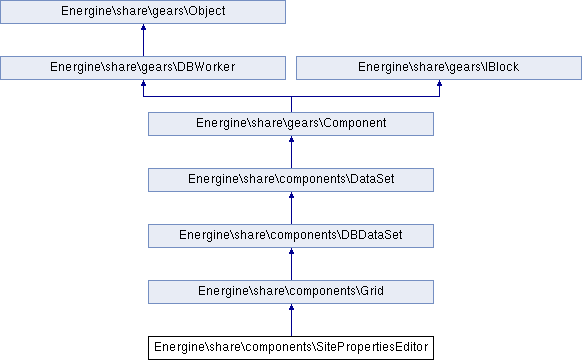 Energine\share\gears\Object
Energine\share\gears\DBWorker
Energine\share\gears\IBlock
Energine\share\gears\Component
Energine\share\components\DataSet
Energine\share\components\DBDataSet
Energine\share\components\Grid
Energine\share\components\SitePropertiesEditor